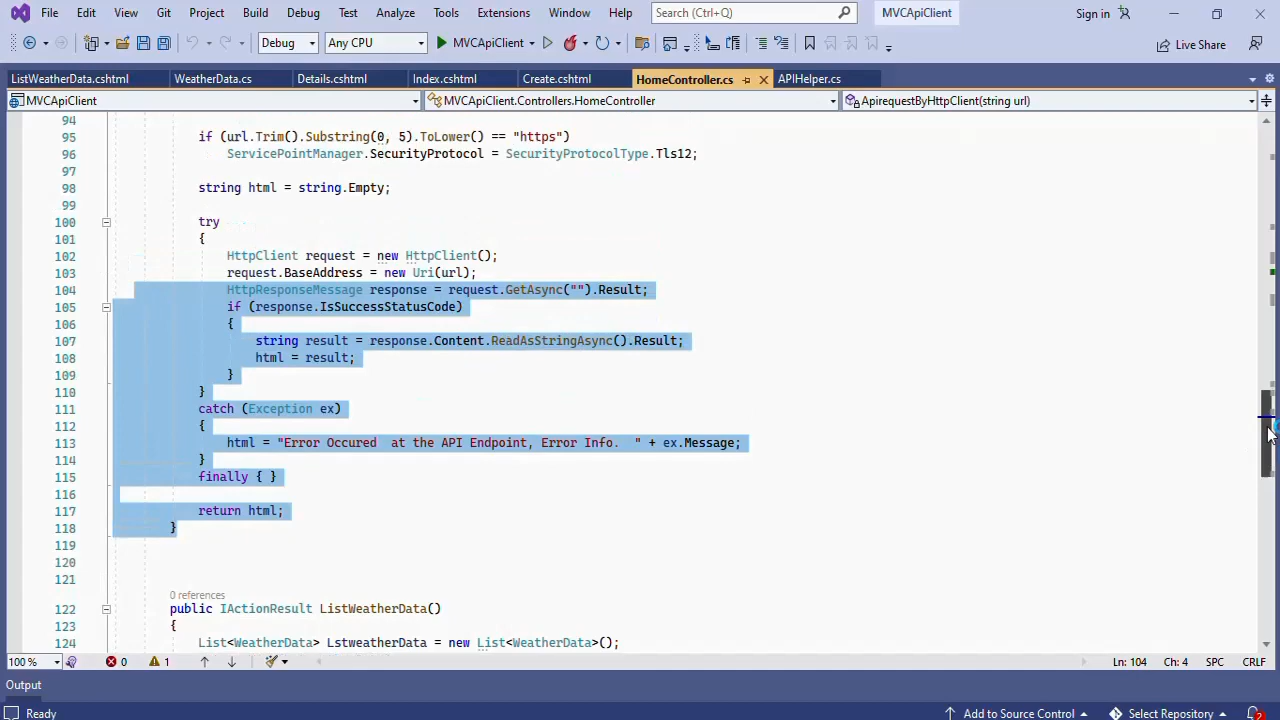 File Edit View Git Project Build Debug Test Analyze Tools Extensions Window Help Search (Ctrl+Q) MVCApiClient Sign in
Debug Any CPU MVCApiClient Live Share
ListWeatherData.cshtml WeatherData.cs Details.cshtml Index.cshtml Create.cshtml HomeController.cs APIHelper.cs
MVCApiClient MVCApiClient.Controllers.HomeController ApirequestByHttpClient(string url)
94
95 if (url.Trim().Substring(0, 5).ToLower() == "https")
96 ServicePointManager.SecurityProtocol = SecurityProtocolType.Tls12;
97
98 string html = string.Empty;
99
100 try
101 {
102 HttpClient request = new HttpClient();
103 request.BaseAddress = new Uri(url);
104 HttpResponseMessage response = request.GetAsync("").Result;
105 if (response.IsSuccessStatusCode)
106 {
107 string result = response.Content.ReadAsStringAsync().Result;
108 html = result;
109 }
110 }
111 catch (Exception ex)
112 {
113 html = "Error Occured  at the API Endpoint, Error Info.  " + ex.Message;
114 }
115 finally { }
116
117 return html;
118 }
119
120
121
0 references
122 public IActionResult ListWeatherData()
123 {
124 List<WeatherData> LstweatherData = new List<WeatherData>();
100 % 0 1 Ln: 104 Ch: 4 SPC CRLF
Output
Ready Add to Source Control Select Repository 2